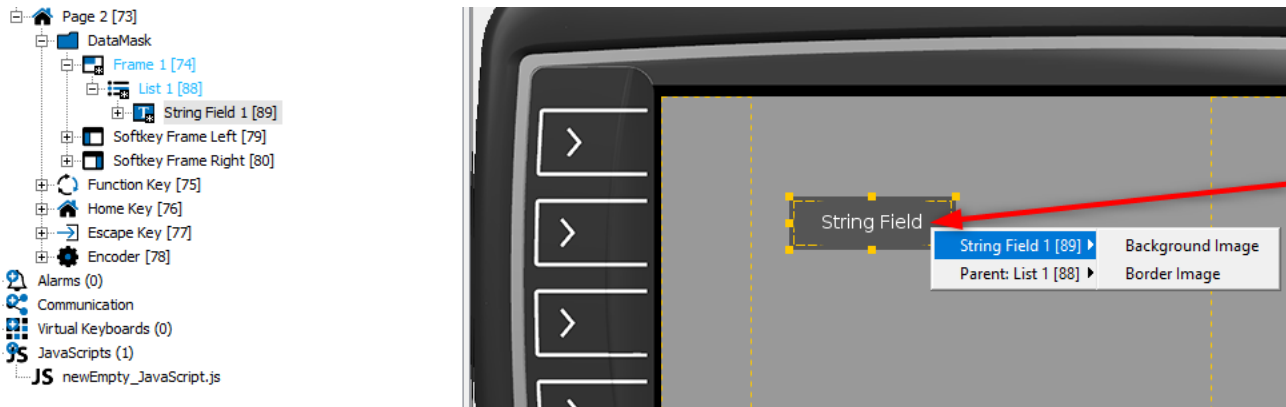 Page 2 [73]
DataMask
Frame 1 [74]
List 1 [88]
String Field 1 [89]
Softkey Frame Left [79]
Softkey Frame Right [80]
Function Key [75]
Home Key [76]
Escape Key [77]
Encoder [78]
Alarms (0)
Communication
Virtual Keyboards (0)
JavaScripts (1)
JS newEmpty_JavaScript.js
String Field
String Field 1 [89] Background Image
Parent: List 1 [88] Border Image